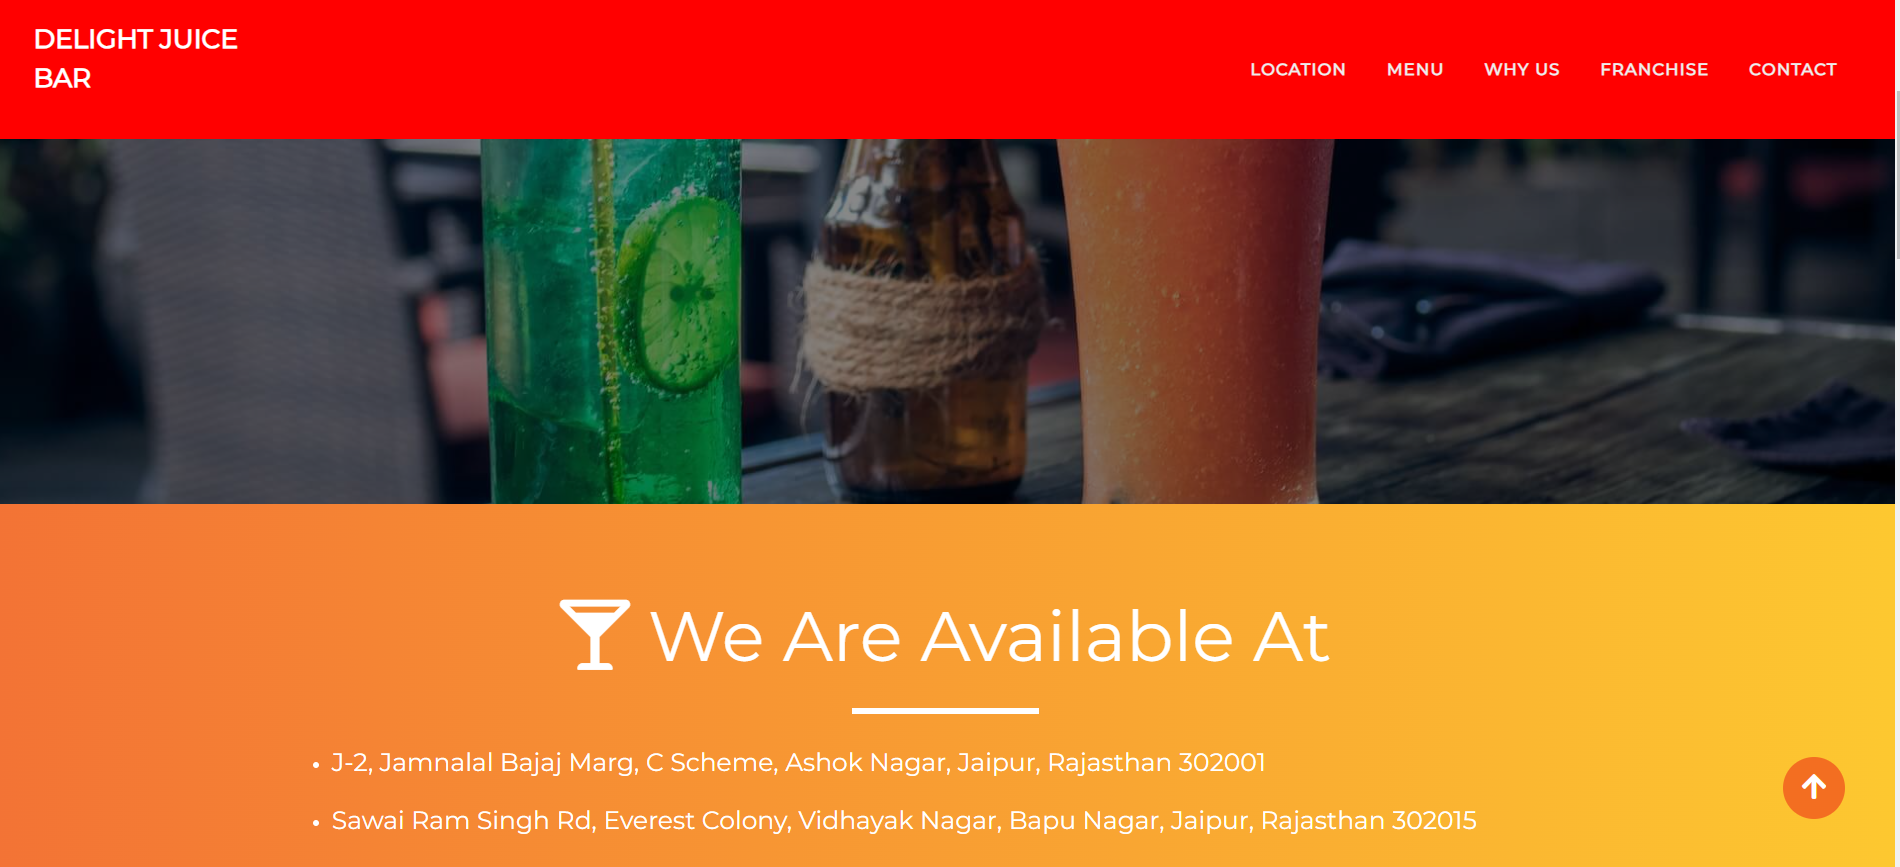 DELIGHT JUICE
BAR
LOCATION MENU WHY US FRANCHISE CONTACT
We Are Available At
• J-2, Jamnalal Bajaj Marg, C Scheme, Ashok Nagar, Jaipur, Rajasthan 302001
• Sawai Ram Singh Rd, Everest Colony, Vidhayak Nagar, Bapu Nagar, Jaipur, Rajasthan 302015